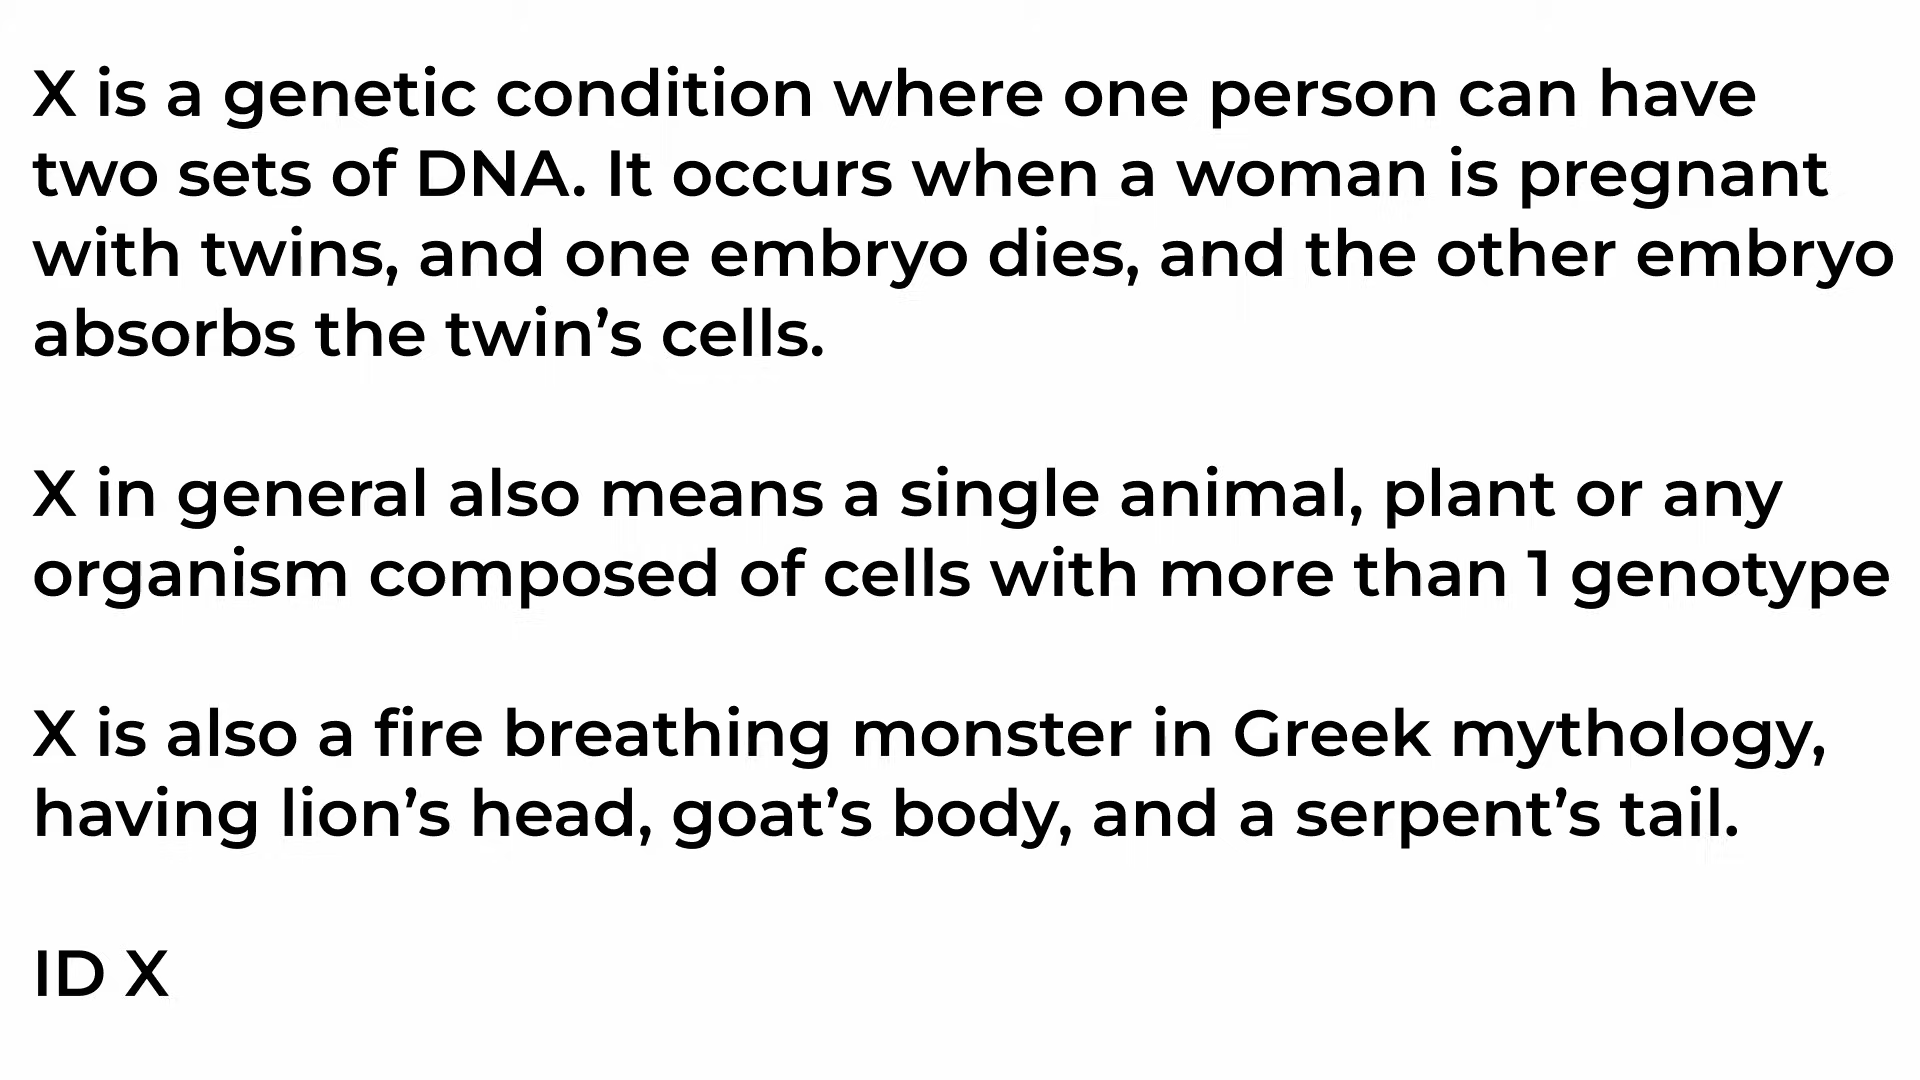 X is a genetic condition where one person can have
two sets of DNA. It occurs when a woman is pregnant
with twins, and one embryo dies, and the other embryo
absorbs the twin’s cells.
X in general also means a single animal, plant or any
organism composed of cells with more than 1 genotype
X is also a fire breathing monster in Greek mythology,
having lion’s head, goat’s body, and a serpent’s tail.
ID X